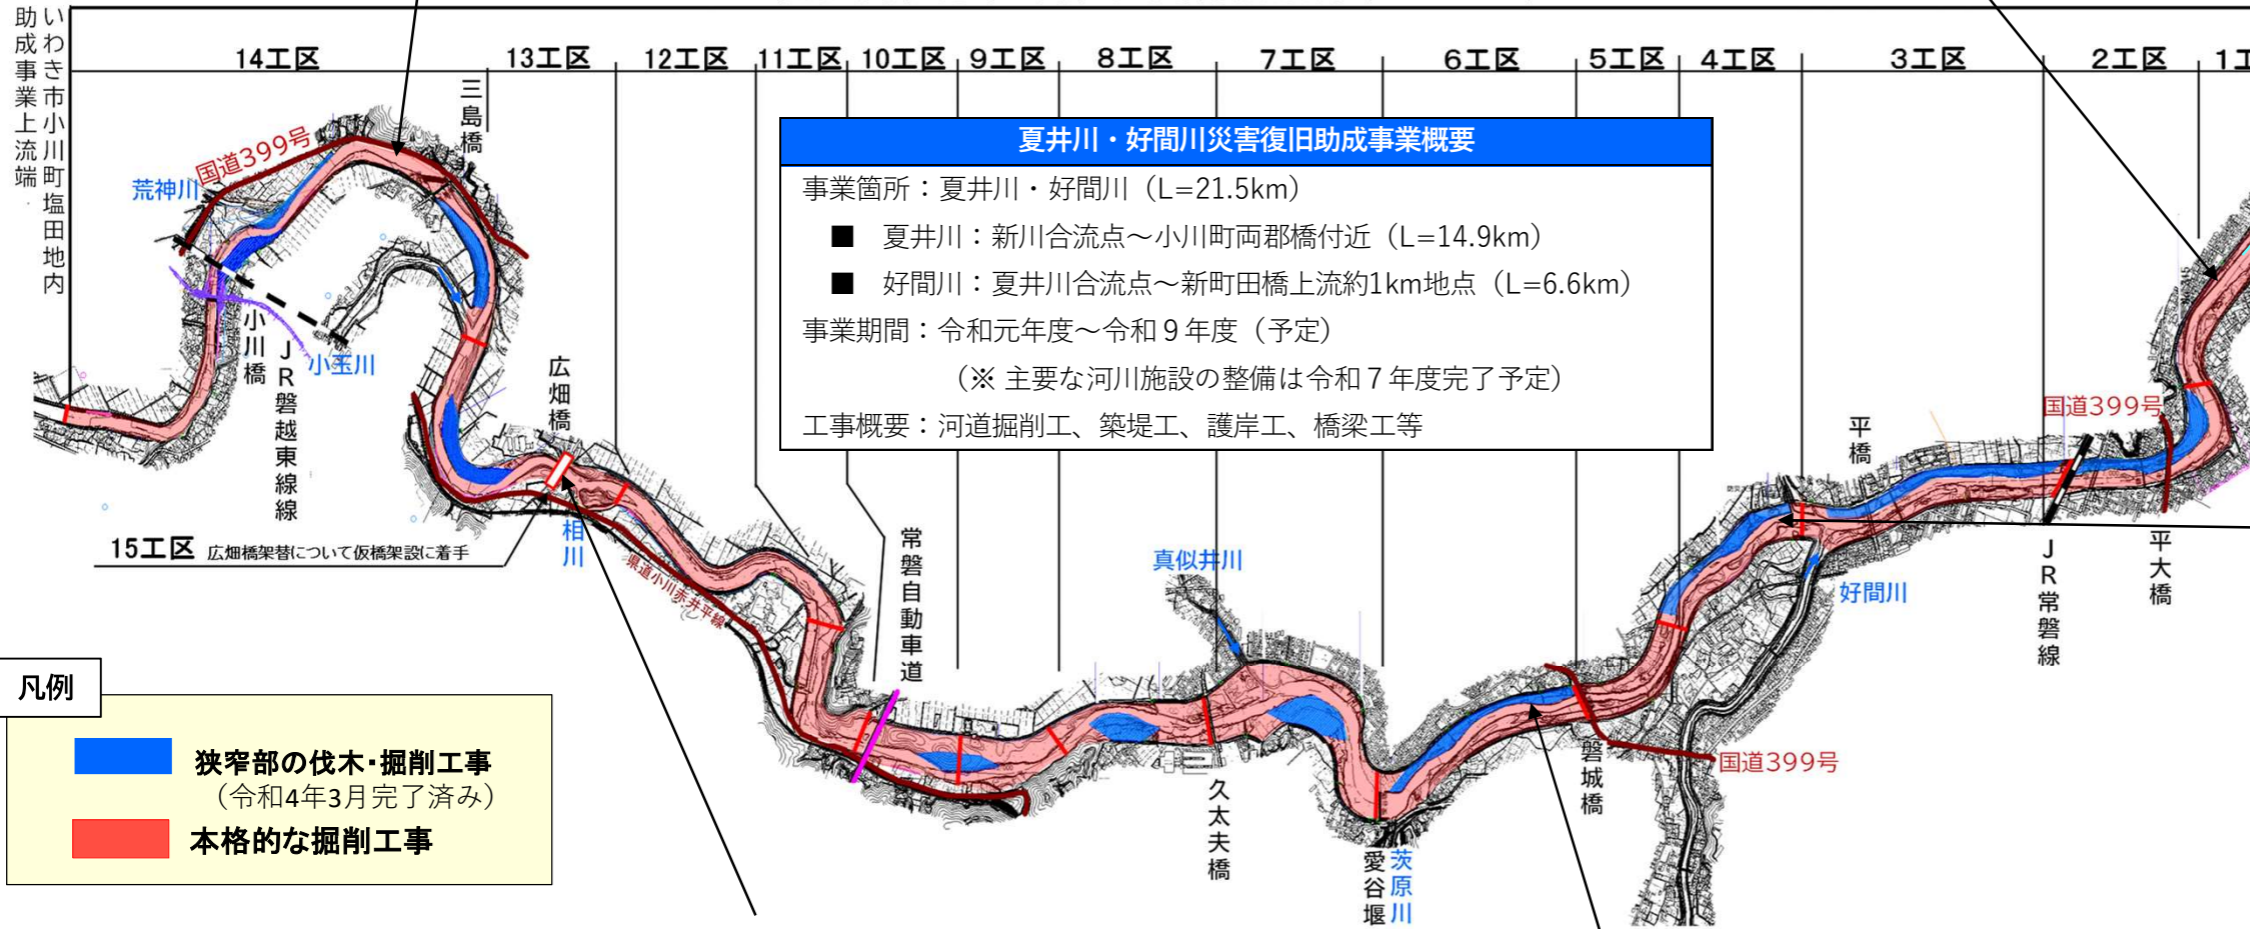 いわき市小川町塩田地内
助成事業上流端
14工区
13工区
12工区
11工区
10工区
9工区
8工区
7工区
6工区
5工区
4工区
3工区
2工区
1工
三島橋
国道399号
荒神川
小川橋
JR磐越東線線
小玉川
広畑橋
相川
15工区 広畑橋架替について仮橋架設に着手
県道小川赤井平線
常磐自動車道
真似井川
久太夫橋
愛谷堰
茨原川
磐城橋
国道399号
好間川
平橋
国道399号
JR常磐線
平大橋
夏井川・好間川災害復旧助成事業概要
事業箇所：夏井川・好間川（L=21.5km）
■ 夏井川：新川合流点～小川町両郡橋付近（L=14.9km）
■ 好間川：夏井川合流点～新町田橋上流約1km地点（L=6.6km）
事業期間：令和元年度～令和９年度（予定）
（※ 主要な河川施設の整備は令和７年度完了予定）
工事概要：河道掘削工、築堤工、護岸工、橋梁工等
凡例
狭窄部の伐木・掘削工事
（令和4年3月完了済み）
本格的な掘削工事